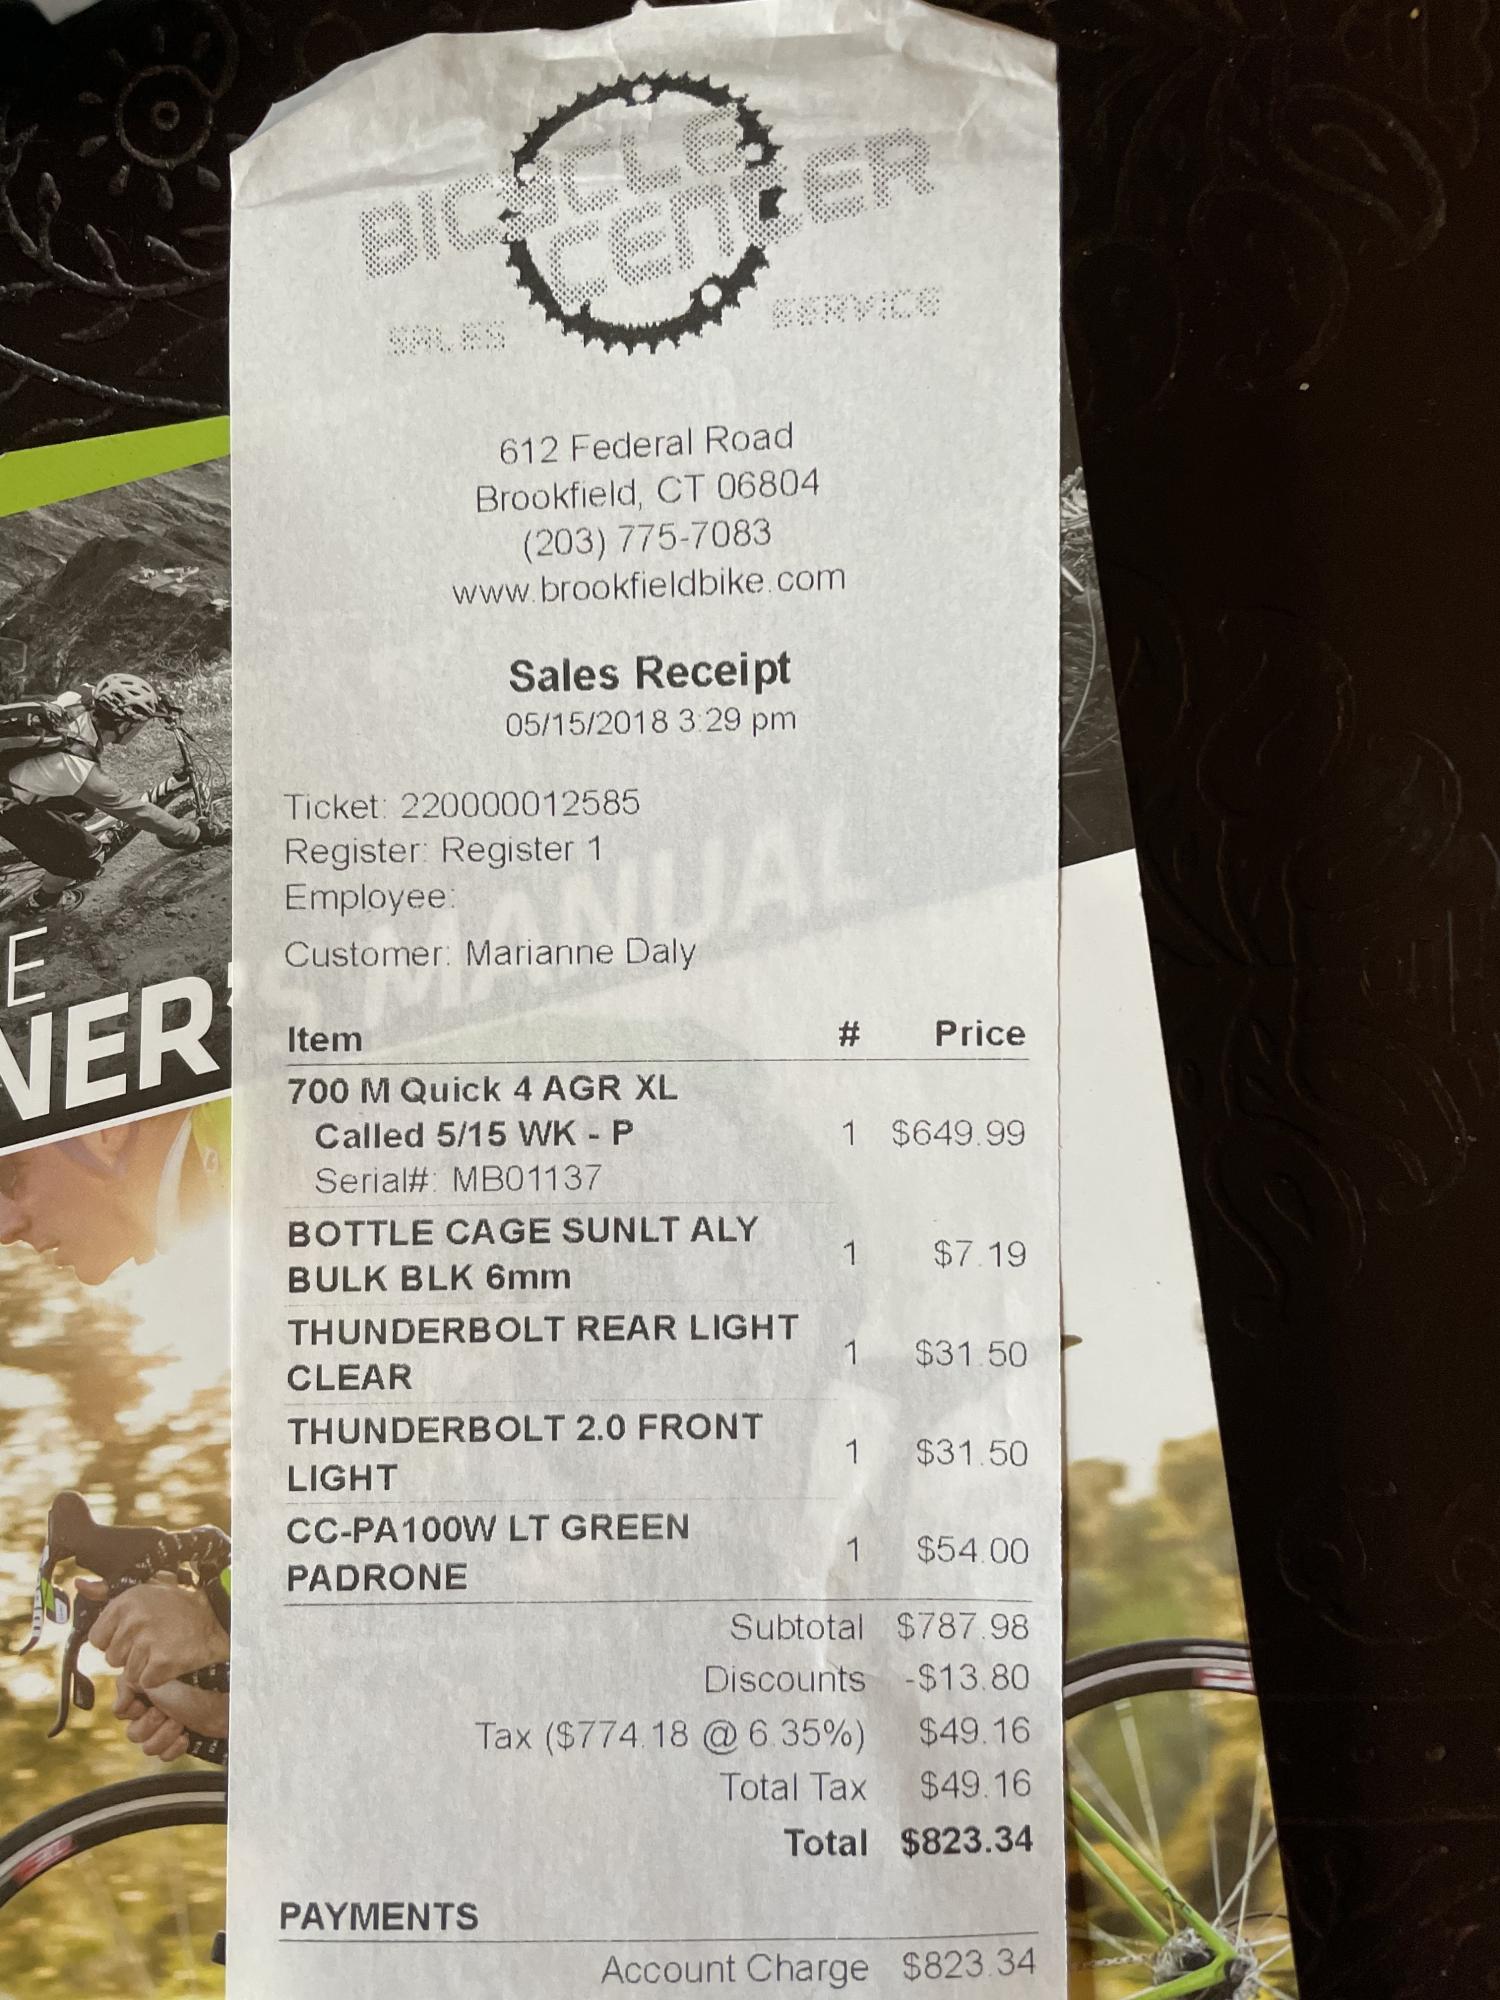 BICYCLE
CENTER
SALES SERVICE
612 Federal Road
Brookfield, CT 06804
(203) 775-7083
www.brookfieldbike.com
Sales Receipt
05/15/2018 3:29 pm
Ticket: 220000012585
Register: Register 1
Employee:
Customer: Marianne Daly
Item # Price
700 M Quick 4 AGR XL
Called 5/15 WK - P 1 $649.99
Serial#: MB01137
BOTTLE CAGE SUNLT ALY
BULK BLK 6mm 1 $7.19
THUNDERBOLT REAR LIGHT
CLEAR 1 $31.50
THUNDERBOLT 2.0 FRONT
LIGHT 1 $31.50
CC-PA100W LT GREEN
PADRONE 1 $54.00
Subtotal $787.98
Discounts -$13.80
Tax ($774.18 @ 6.35%) $49.16
Total Tax $49.16
Total $823.34
PAYMENTS
Account Charge $823.34
E
NER'S MANUAL